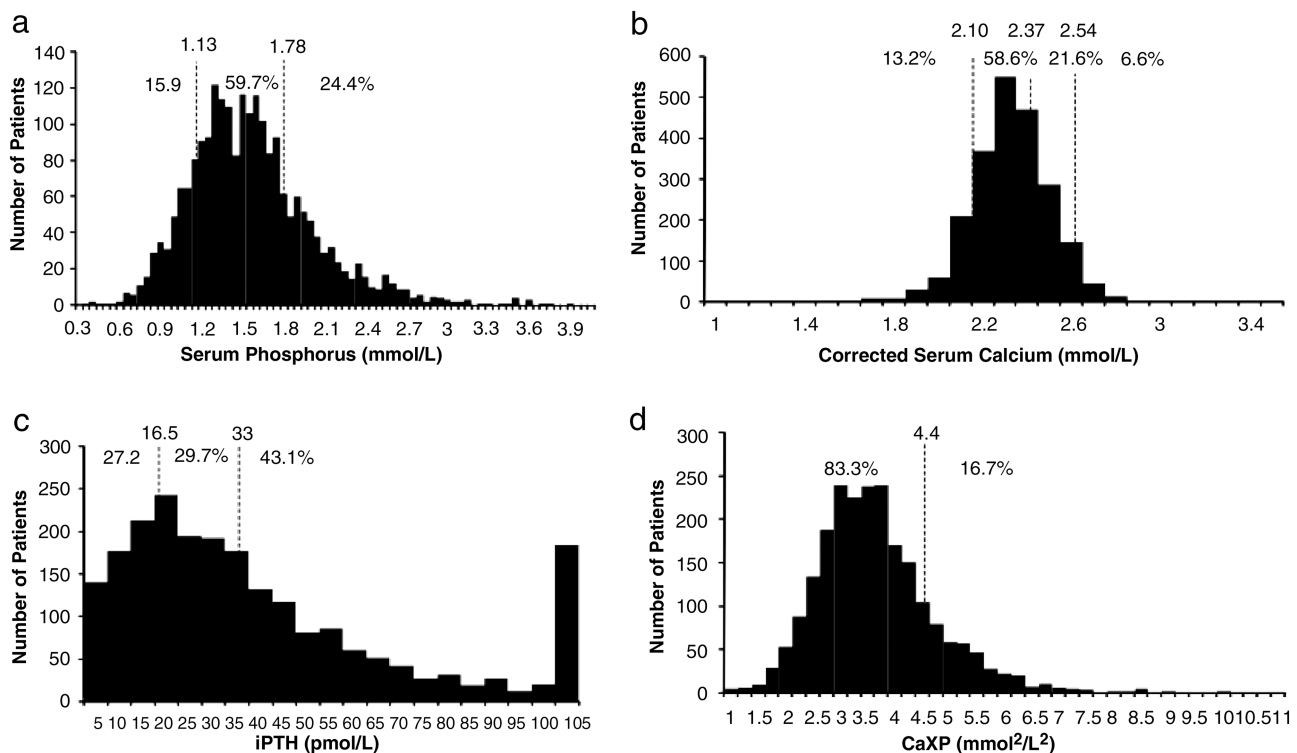 a
1.13 1.78
15.9 59.7% 24.4%
140
120
100
80
60
40
20
0
Number of Patients
0.3 0.6 0.9 1.2 1.5 1.8 2.1 2.4 2.7 3.3 3.6 3.9
Serum Phosphorus (mmol/L)
b
2.10 2.37 2.54
13.2% 58.6% 21.6% 6.6%
600
500
400
300
200
100
0
Number of Patients
1 1.4 1.8 2.2 2.6 3 3.4
Corrected Serum Calcium (mmol/L)
c
16.5 33
27.2 29.7% 43.1%
300
250
200
150
100
50
0
Number of Patients
5 10 15 20 25 30 35 40 45 50 55 60 65 70 75 80 85 90 95 100 105
iPTH (pmol/L)
d
4.4
83.3% 16.7%
300
250
200
150
100
50
0
Number of Patients
1 1.5 2 2.5 3 3.5 4 4.5 5 5.5 6 6.5 7 7.5 8 8.5 9 9.5 10 10.5 11
CaXP (mmol²/L²)